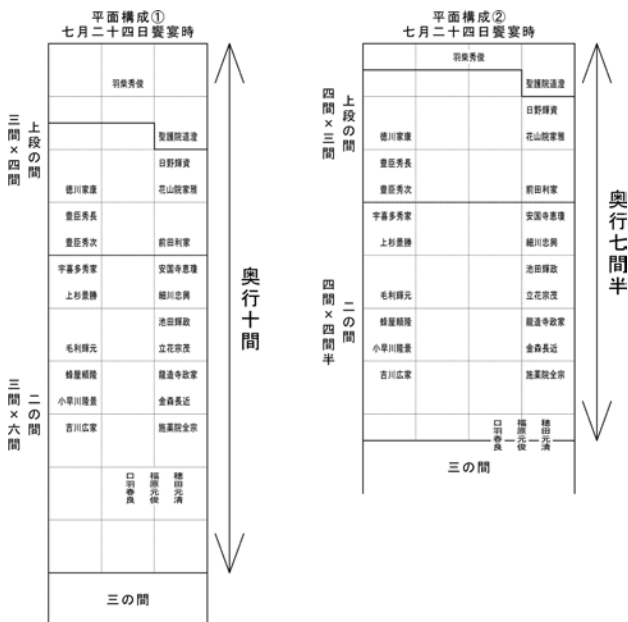 平面構成①
七月二十四日饗宴時
羽柴秀俊
聖護院道澄
日野輝資
徳川家康
花山院家雅
豊臣秀長
豊臣秀次
前田利家
宇喜多秀家
安国寺恵瓊
上杉景勝
細川忠興
池田輝政
毛利輝元
立花宗茂
蜂屋頼隆
龍造寺政家
小早川隆景
金森長近
吉川広家
施薬院全宗
穂田元清
福原元俊
口羽春良
三の間
上段の間
三間×四間
二の間
三間×六間
奥行十間
平面構成②
七月二十四日饗宴時
羽柴秀俊
聖護院道澄
日野輝資
徳川家康
花山院家雅
豊臣秀長
豊臣秀次
前田利家
宇喜多秀家
安国寺恵瓊
上杉景勝
細川忠興
池田輝政
毛利輝元
立花宗茂
蜂屋頼隆
龍造寺政家
小早川隆景
金森長近
吉川広家
施薬院全宗
穂田元清
福原元俊
口羽春良
三の間
上段の間
四間×三間
二の間
四間×四間半
奥行七間半